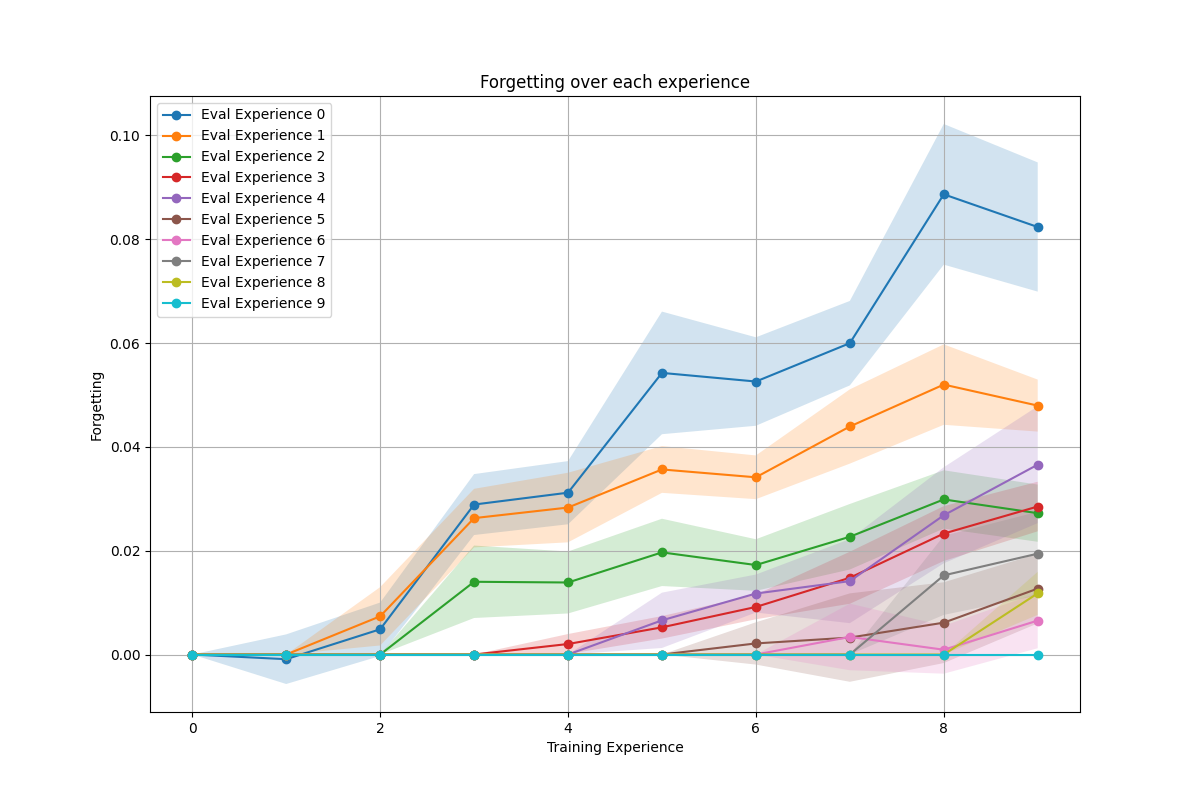 Forgetting over each experience
Eval Experience 0
Eval Experience 1
Eval Experience 2
Eval Experience 3
Eval Experience 4
Eval Experience 5
Eval Experience 6
Eval Experience 7
Eval Experience 8
Eval Experience 9
0.10
0.08
0.06
0.04
0.02
0.00
Forgetting
0 2 4 6 8
Training Experience